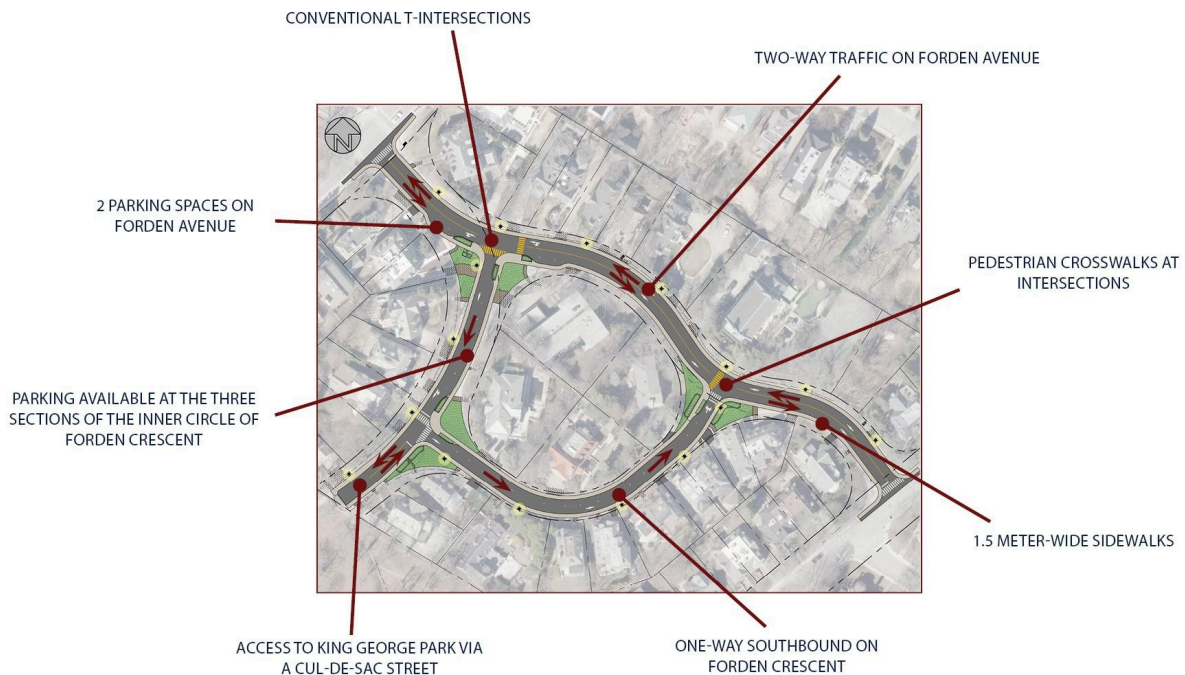 CONVENTIONAL T-INTERSECTIONS
TWO-WAY TRAFFIC ON FORDEN AVENUE
N
2 PARKING SPACES ON
FORDEN AVENUE
PEDESTRIAN CROSSWALKS AT
INTERSECTIONS
PARKING AVAILABLE AT THE THREE
SECTIONS OF THE INNER CIRCLE OF
FORDEN CRESCENT
1.5 METER-WIDE SIDEWALKS
ACCESS TO KING GEORGE PARK VIA
A CUL-DE-SAC STREET
ONE-WAY SOUTHBOUND ON
FORDEN CRESCENT